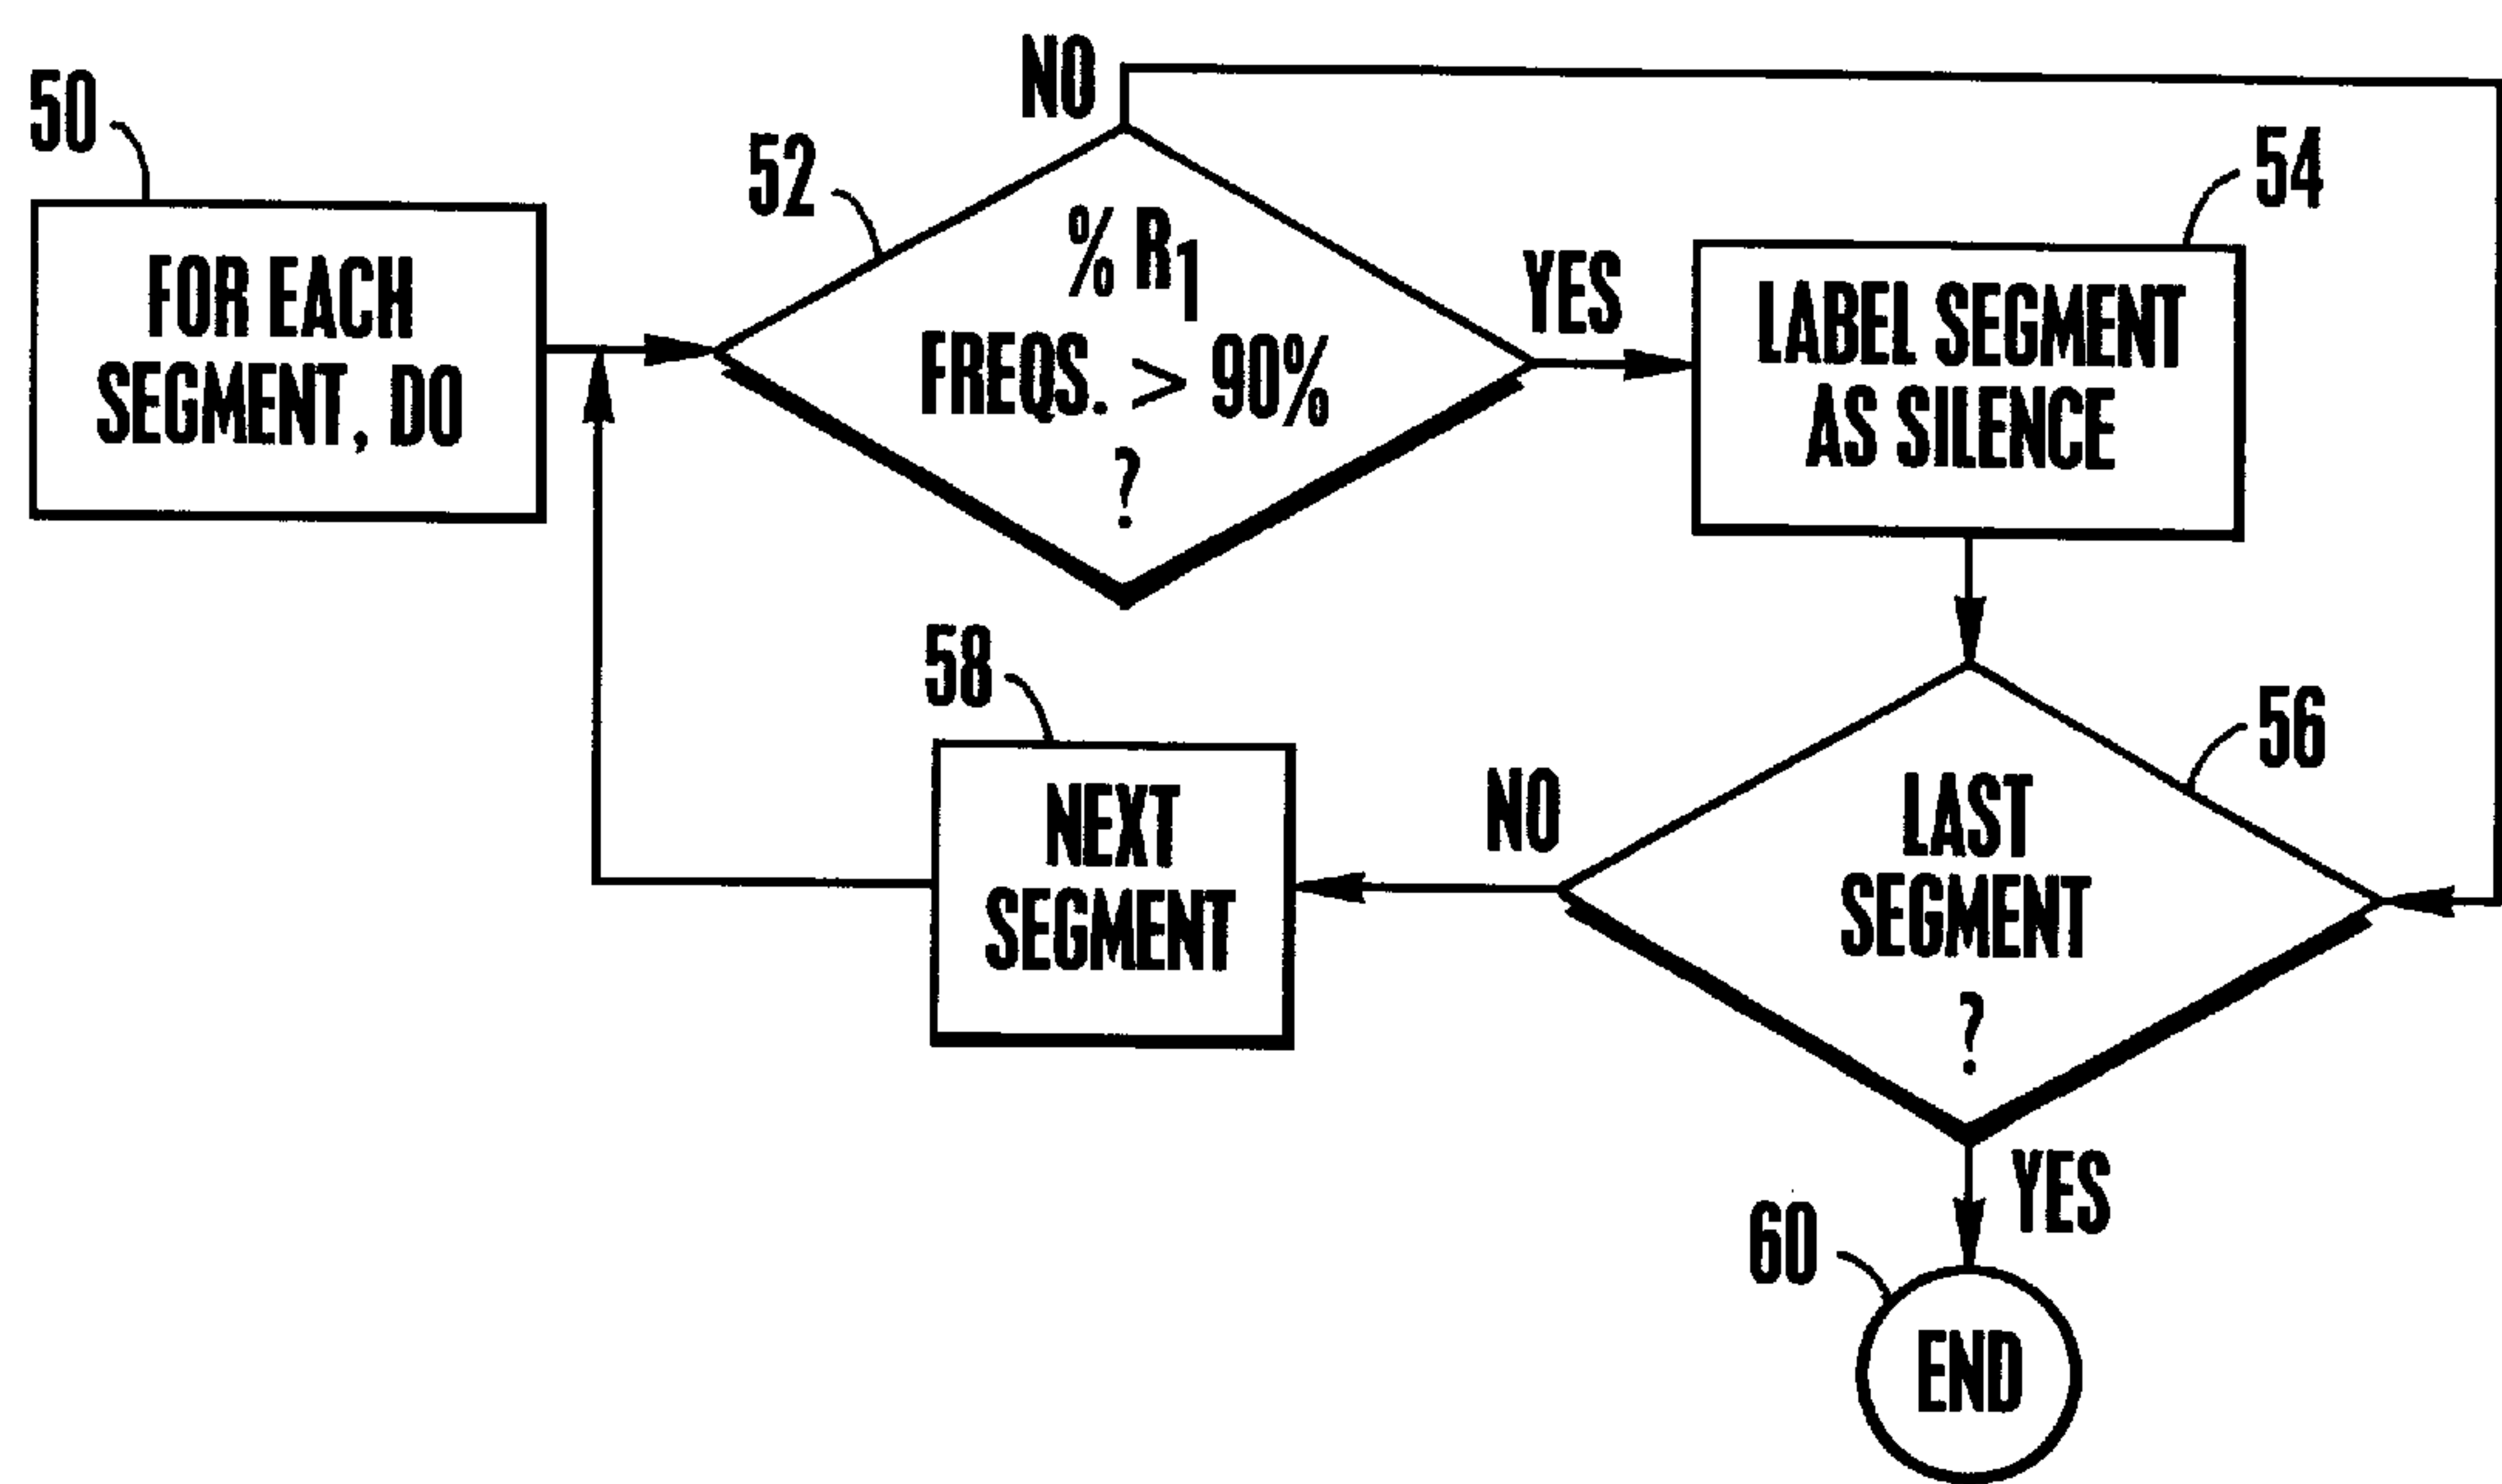 50
FOR EACH
SEGMENT, DO
52
NO
% R1
FREQS. > 90%
?
YES
54
LABEL SEGMENT
AS SILENCE
56
LAST
SEGMENT
?
NO
58
NEXT
SEGMENT
YES
60
END